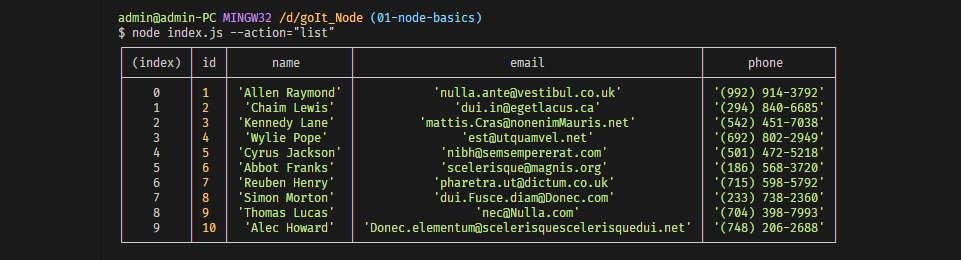 admin@admin-PC MINGW32 /d/goIt_Node (01-node-basics)
$ node index.js --action="list"
(index) id name email phone
0 1 'Allen Raymond' 'nulla.ante@vestibul.co.uk' '(992) 914-3792'
1 2 'Chaim Lewis' 'dui.in@egetlacus.ca' '(294) 840-6685'
2 3 'Kennedy Lane' 'mattis.Cras@nonenimMauris.net' '(542) 451-7038'
3 4 'Wylie Pope' 'est@utquamvel.net' '(692) 802-2949'
4 5 'Cyrus Jackson' 'nibh@semsempererat.com' '(501) 472-5218'
5 6 'Abbot Franks' 'scelerisque@magnis.org '(186) 568-3720'
6 7 'Reuben Henry' 'pharetra.ut@dictum.co.uk' '(715) 598-5792'
7 8 'Simon Morton' 'dui.Fusce.diam@Donec.com' '(233) 738-2360'
8 9 'Thomas Lucas' 'nec@Nulla.com' '(704) 398-7993'
9 10 'Alec Howard' 'Donec.elementum@scelerisquescelerisquedui.net' '(748) 206-2688'